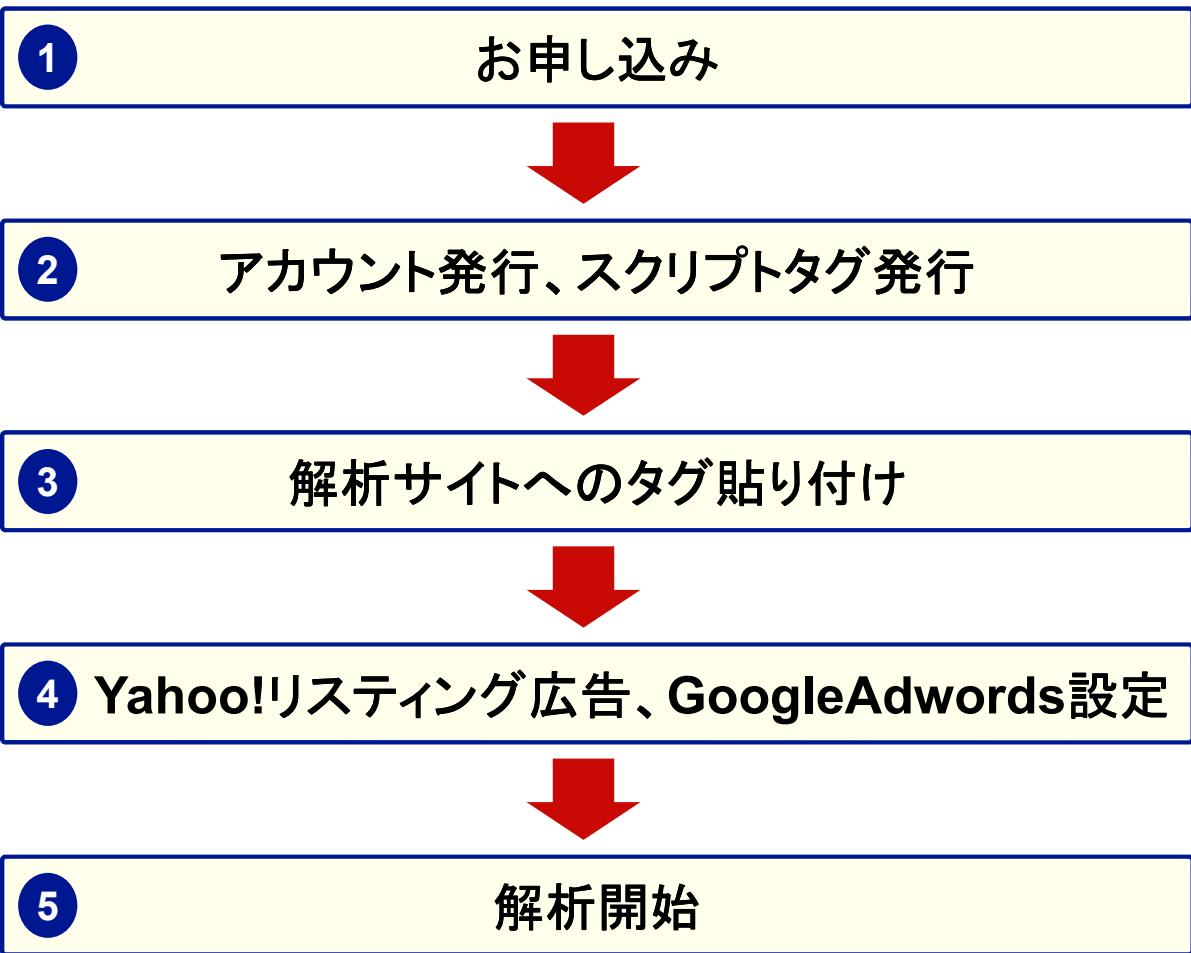 1 お申し込み
2 アカウント発行、スクリプトタグ発行
3 解析サイトへのタグ貼り付け
4 Yahoo!リスティング広告、GoogleAdwords設定
5 解析開始